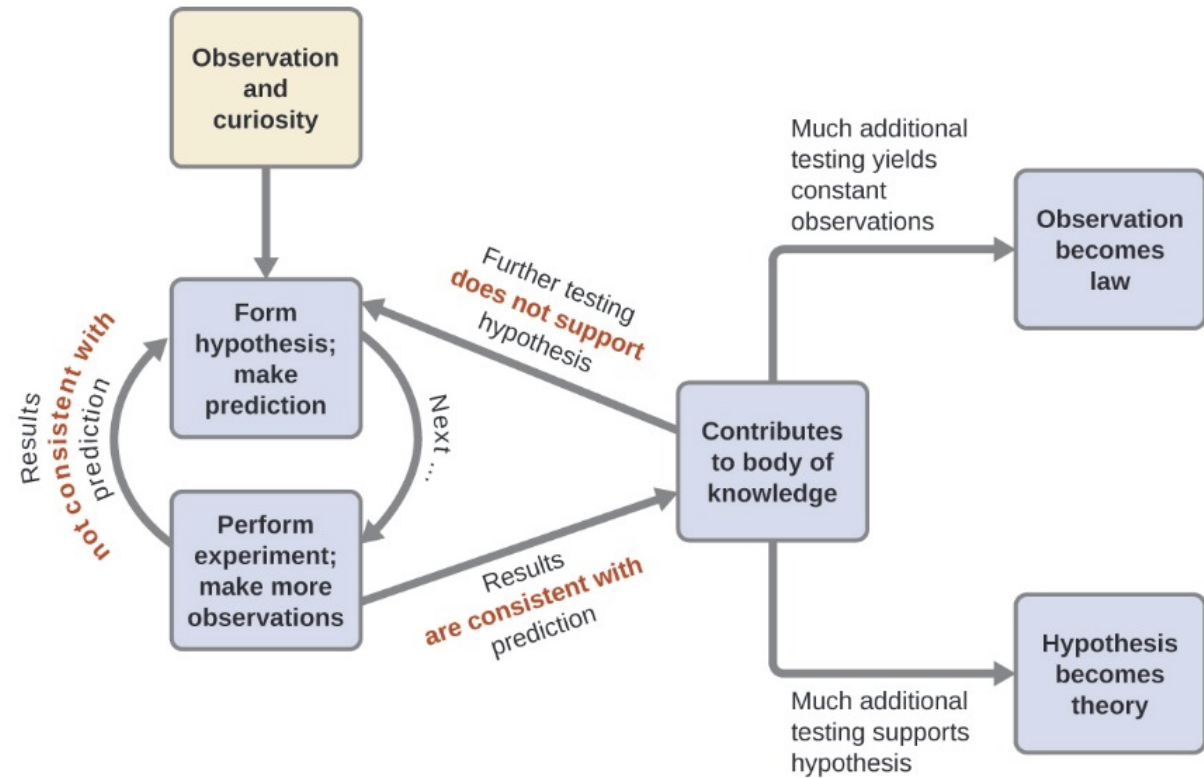 Observation
and
curiosity
Form
hypothesis;
make
prediction
Next ...
Perform
experiment;
make more
observations
Results
not consistent with
prediction
Results
are consistent with
prediction
Further testing
does not support
hypothesis
Contributes
to body of
knowledge
Much additional
testing yields
constant
observations
Observation
becomes
law
Much additional
testing supports
hypothesis
Hypothesis
becomes
theory